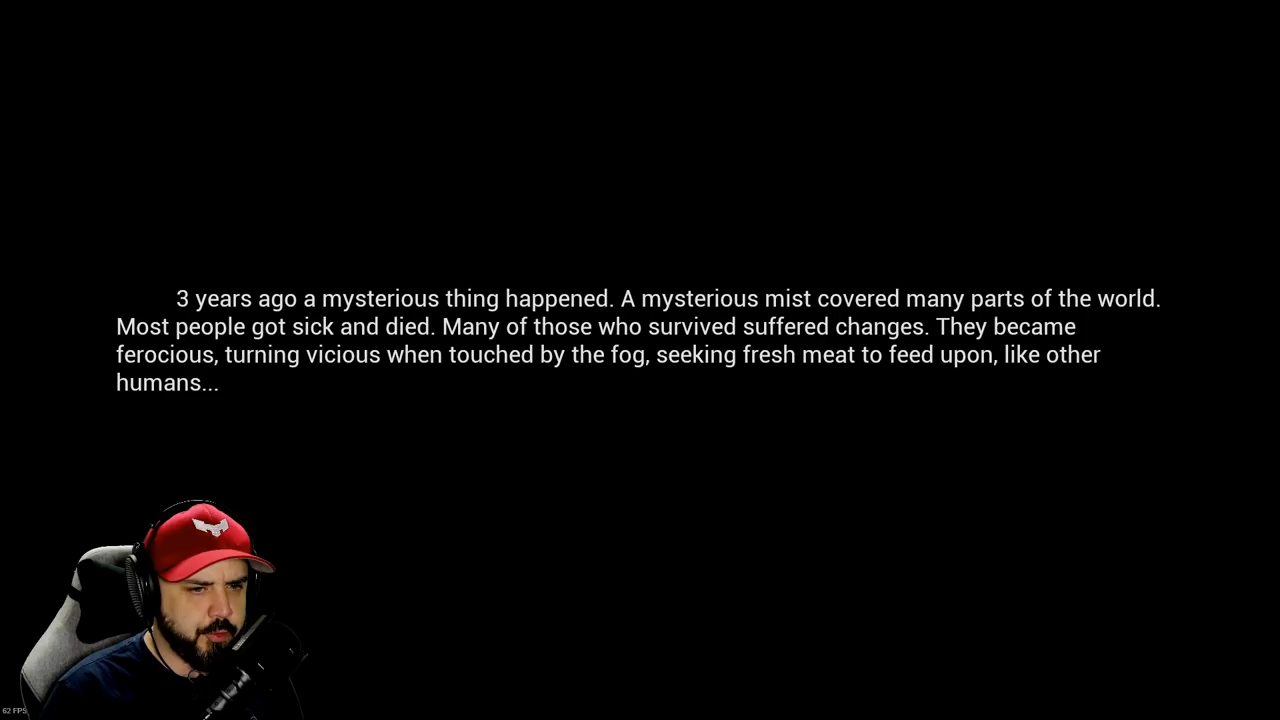 3 years ago a mysterious thing happened. A mysterious mist covered many parts of the world.
Most people got sick and died. Many of those who survived suffered changes. They became
ferocious, turning vicious when touched by the fog, seeking fresh meat to feed upon, like other
humans...
62 FPS